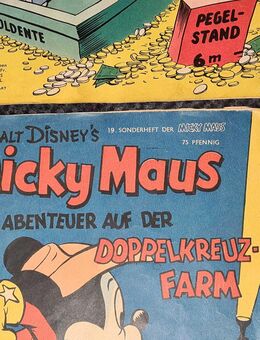 OLDENTE
PEGEL-
STAND
6 m
ALT DISNEY'S
19. SONDERHEFT DER MICKY MAUS
75 PFENNIG
icky Maus
ABENTEUER AUF DER
DOPPELKREUZ-
FARM